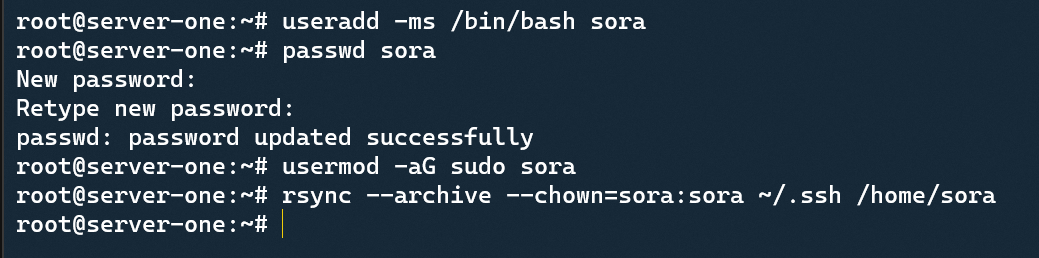 root@server-one:~# useradd -ms /bin/bash sora
root@server-one:~# passwd sora
New password:
Retype new password:
passwd: password updated successfully
root@server-one:~# usermod -aG sudo sora
root@server-one:~# rsync --archive --chown=sora:sora ~/.ssh /home/sora
root@server-one:~#